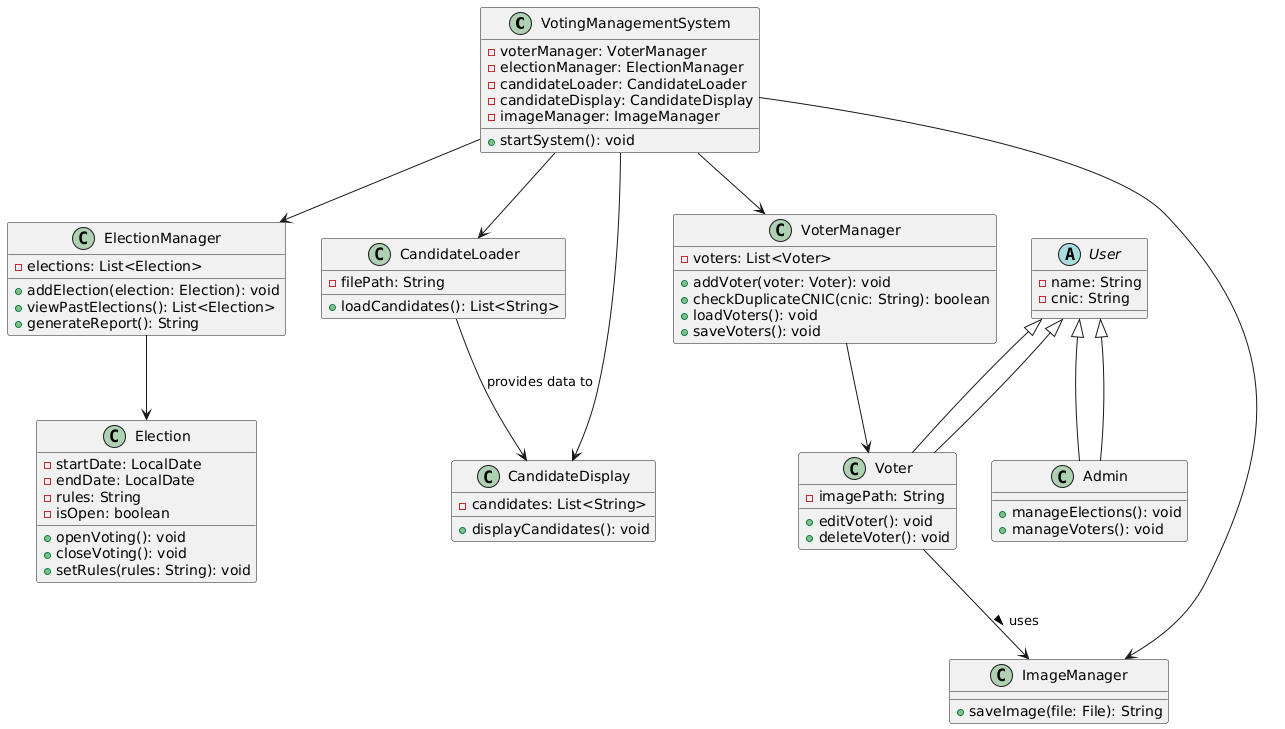 C VotingManagementSystem
voterManager: VoterManager
electionManager: ElectionManager
candidateLoader: CandidateLoader
candidateDisplay: CandidateDisplay
imageManager: ImageManager
startSystem(): void
C ElectionManager
elections: List<Election>
addElection(election: Election): void
viewPastElections(): List<Election>
generateReport(): String
C CandidateLoader
filePath: String
loadCandidates(): List<String>
C VoterManager
voters: List<Voter>
addVoter(voter: Voter): void
checkDuplicateCNIC(cnic: String): boolean
loadVoters(): void
saveVoters(): void
A User
name: String
cnic: String
provides data to
C Election
startDate: LocalDate
endDate: LocalDate
rules: String
isOpen: boolean
openVoting(): void
closeVoting(): void
setRules(rules: String): void
C CandidateDisplay
candidates: List<String>
displayCandidates(): void
C Voter
imagePath: String
editVoter(): void
deleteVoter(): void
C Admin
manageElections(): void
manageVoters(): void
uses
C ImageManager
saveImage(file: File): String